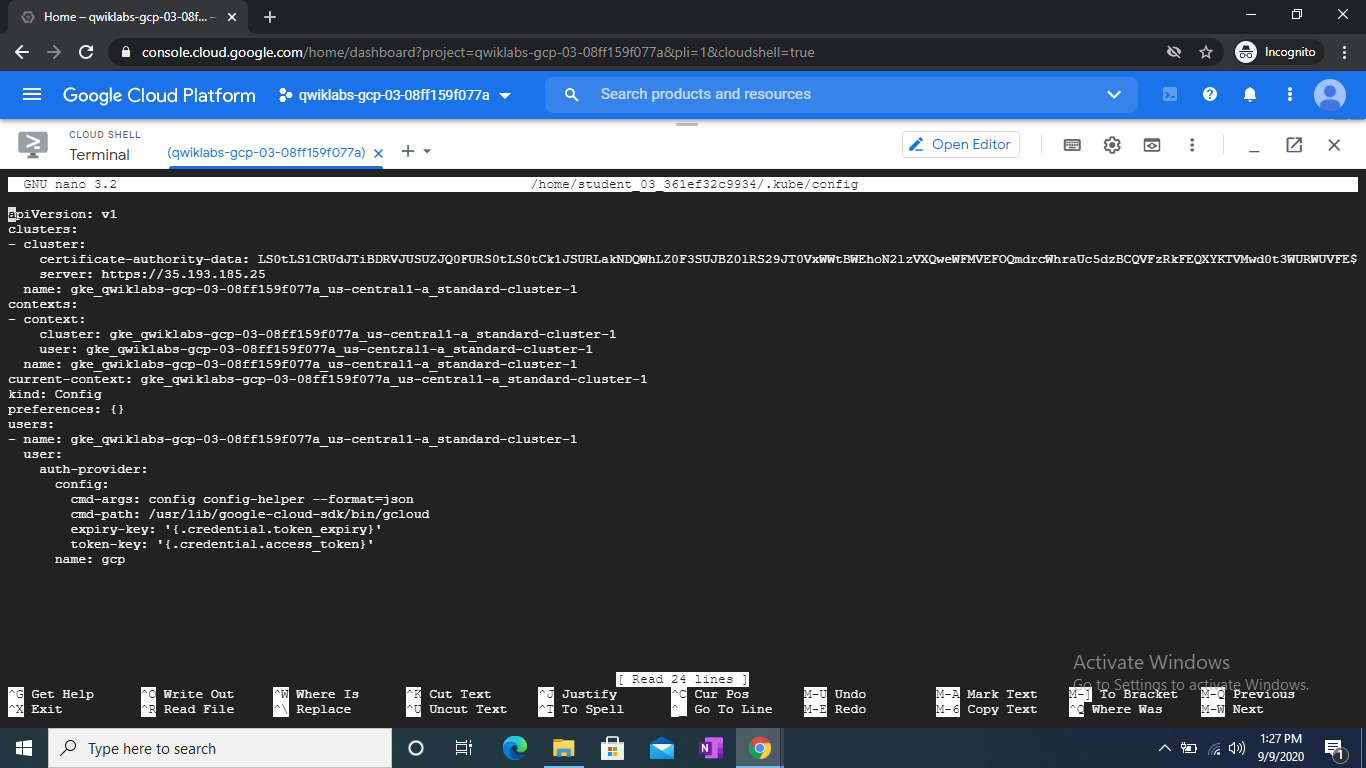 Home – qwiklabs-gcp-03-08f... –
console.cloud.google.com/home/dashboard?project=qwiklabs-gcp-03-08ff159f077a&pli=1&cloudshell=true
Incognito
Google Cloud Platform
qwiklabs-gcp-03-08ff159f077a
Search products and resources
CLOUD SHELL
Terminal
(qwiklabs-gcp-03-08ff159f077a)
Open Editor
GNU nano 3.2 /home/student_03_361ef32c9934/.kube/config
apiVersion: v1
clusters:
- cluster:
certificate-authority-data:
server: https://35.193.185.25
name: gke_qwiklabs-gcp-03-08ff159f077a_us-central1-a_standard-cluster-1
contexts:
- context:
cluster: gke_qwiklabs-gcp-03-08ff159f077a_us-central1-a_standard-cluster-1
user: gke_qwiklabs-gcp-03-08ff159f077a_us-central1-a_standard-cluster-1
name: gke_qwiklabs-gcp-03-08ff159f077a_us-central1-a_standard-cluster-1
current-context: gke_qwiklabs-gcp-03-08ff159f077a_us-central1-a_standard-cluster-1
kind: Config
preferences: {}
users:
- name: gke_qwiklabs-gcp-03-08ff159f077a_us-central1-a_standard-cluster-1
user:
auth-provider:
config:
cmd-args: config config-helper --format=json
cmd-path: /usr/lib/google-cloud-sdk/bin/gcloud
expiry-key: '{.credential.token_expiry}'
token-key: '{.credential.access_token}'
name: gcp
Activate Windows
Go to Settings to activate Windows.
[ Read 24 lines ]
^G Get Help ^O Write Out ^W Where Is ^K Cut Text ^J Justify ^C Cur Pos M-U Undo M-A Mark Text M-] To Bracket M-Q Previous
^X Exit ^R Read File ^\ Replace ^U Uncut Text ^T To Spell ^_ Go To Line M-E Redo M-6 Copy Text ^Q Where Was M-W Next
Type here to search
1:27 PM
9/9/2020
1